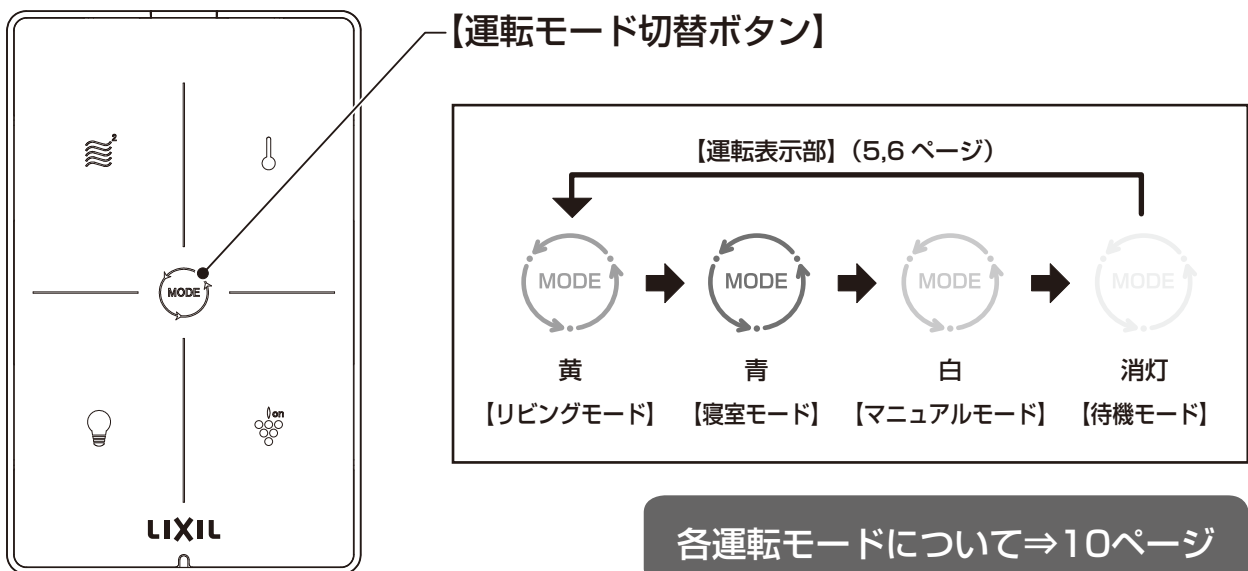 【運転モード切替ボタン】
【運転表示部】（5,6 ページ）
2
MODE
on
LIXIL
MODE MODE MODE MODE
黄 青 白 消灯
【リビングモード】 【寝室モード】 【マニュアルモード】 【待機モード】
各運転モードについて⇒10ページ